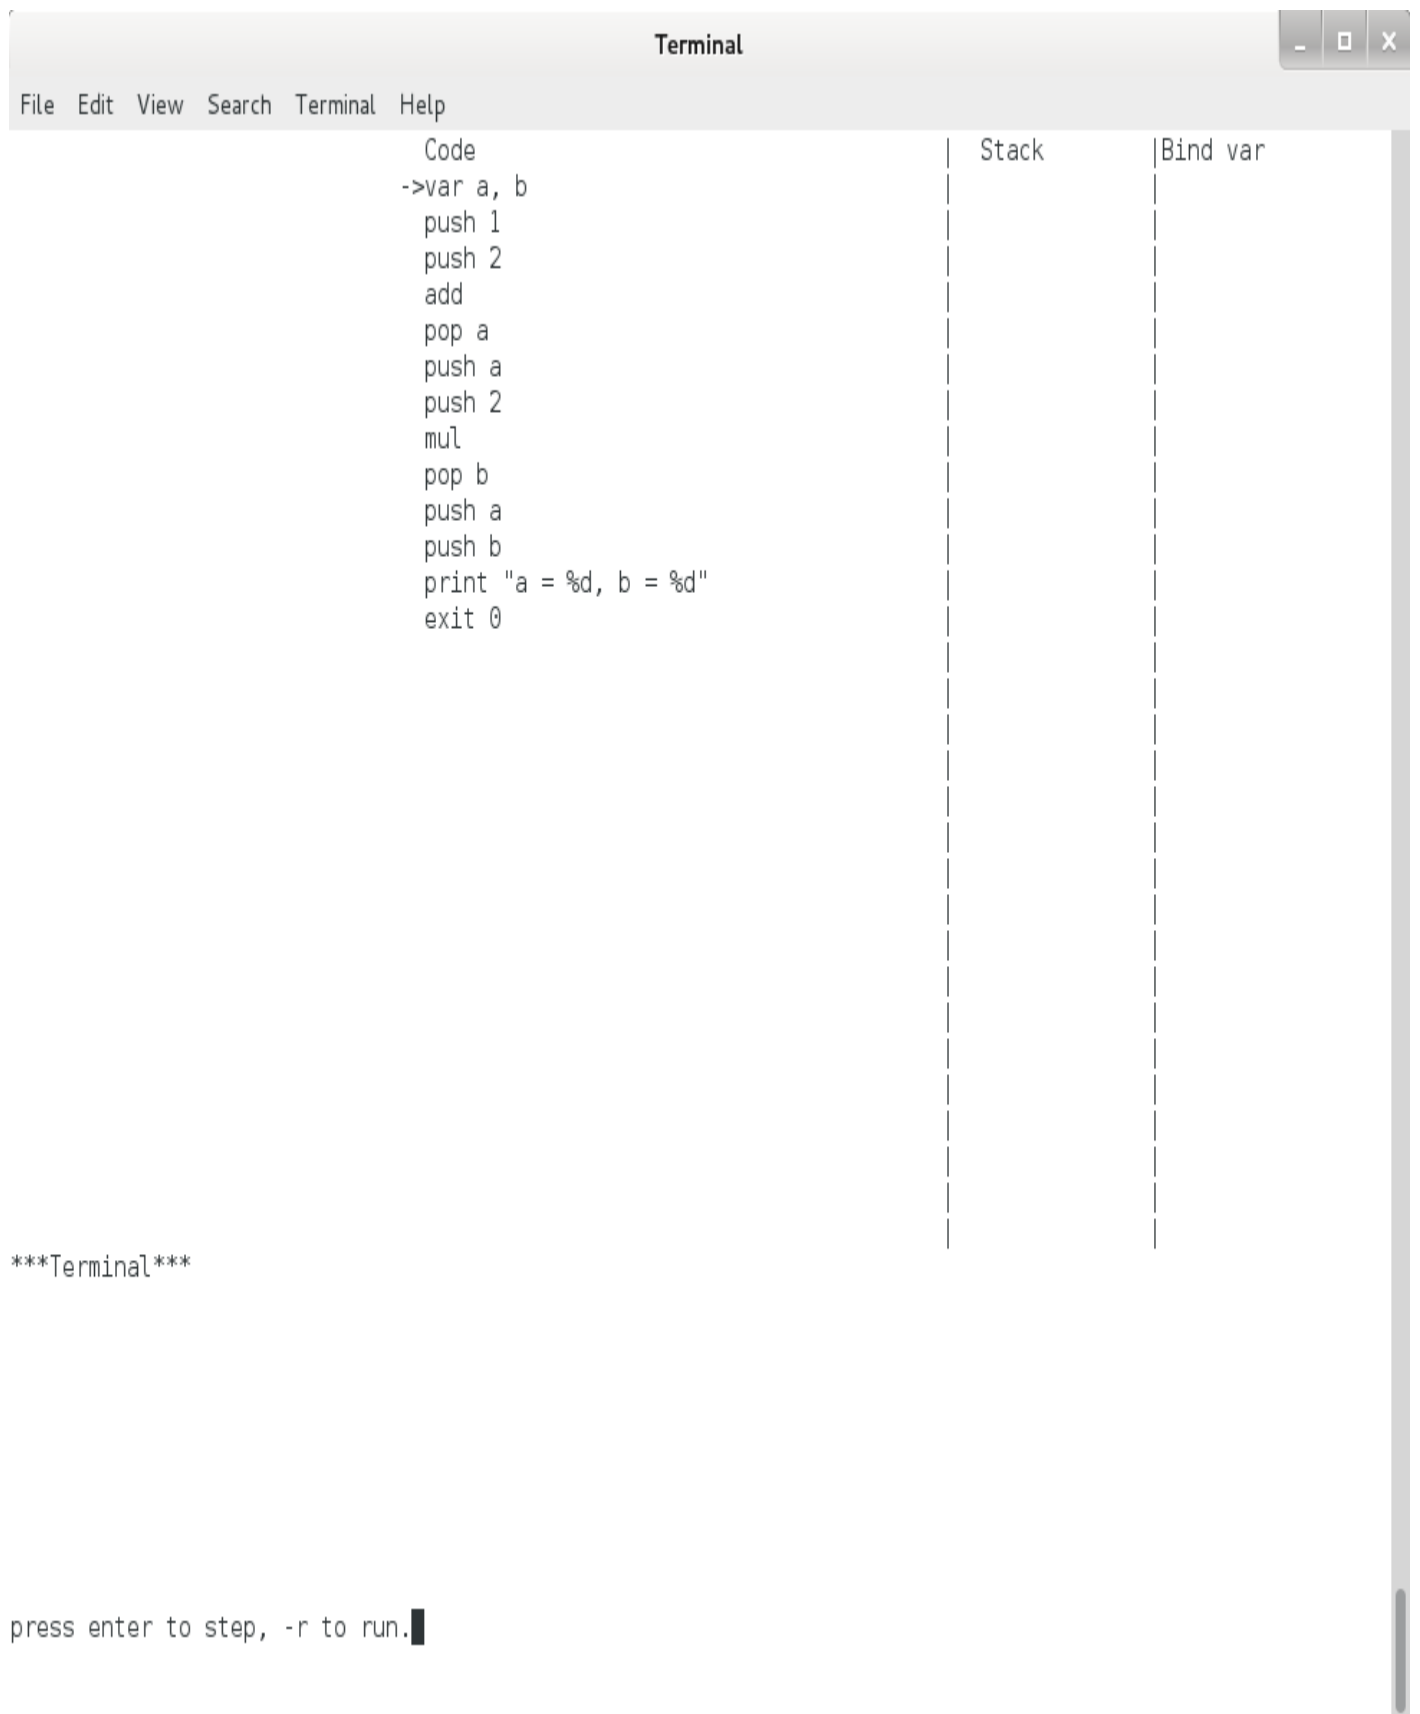 Terminal
File Edit View Search Terminal Help
Code | Stack |Bind var
->var a, b | |
push 1 | |
push 2 | |
add | |
pop a | |
push a | |
push 2 | |
mul | |
pop b | |
push a | |
push b | |
print "a = %d, b = %d" | |
exit 0 | |
***Terminal***
press enter to step, -r to run.